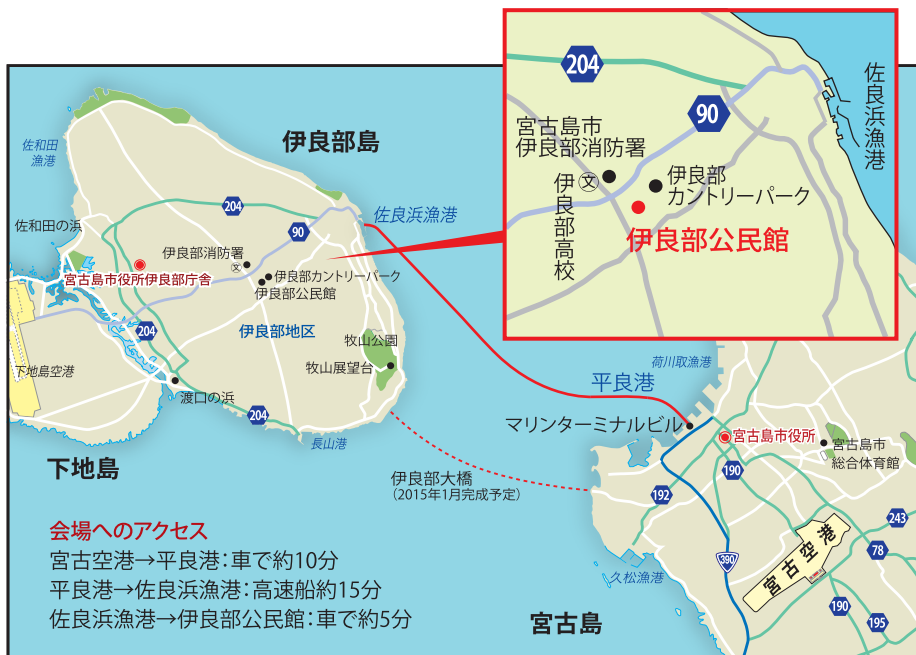 204
90
佐良浜漁港
宮古島市
伊良部消防署
文
伊良部高校
伊良部
カントリーパーク
伊良部公民館
伊良部島
佐和田
漁港
佐和田の浜
204
90
佐良浜漁港
伊良部消防署
文
宮古島市役所伊良部庁舎
伊良部カントリーパーク
伊良部公民館
204
伊良部地区
牧山公園
牧山展望台
下地島空港
渡口の浜
204
長山港
下地島
荷川取漁港
平良港
マリンターミナルビル
宮古島市役所
宮古島市
総合体育館
190
192
伊良部大橋
(2015年1月完成予定)
243
78
390
宮古空港
久松漁港
190
195
宮古島
会場へのアクセス
宮古空港→平良港:車で約10分
平良港→佐良浜漁港:高速船約15分
佐良浜漁港→伊良部公民館:車で約5分